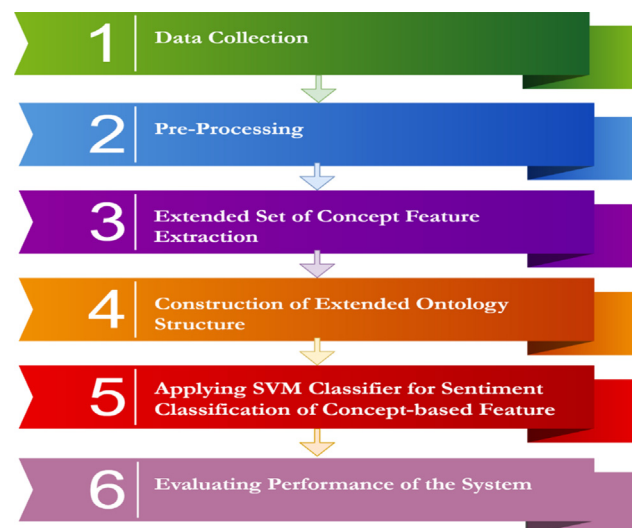 1
Data Collection
2
Pre-Processing
3
Extended Set of Concept Feature
Extraction
4
Construction of Extended Ontology
Structure
5
Applying SVM Classifier for Sentiment
Classification of Concept-based Feature
6
Evaluating Performance of the System